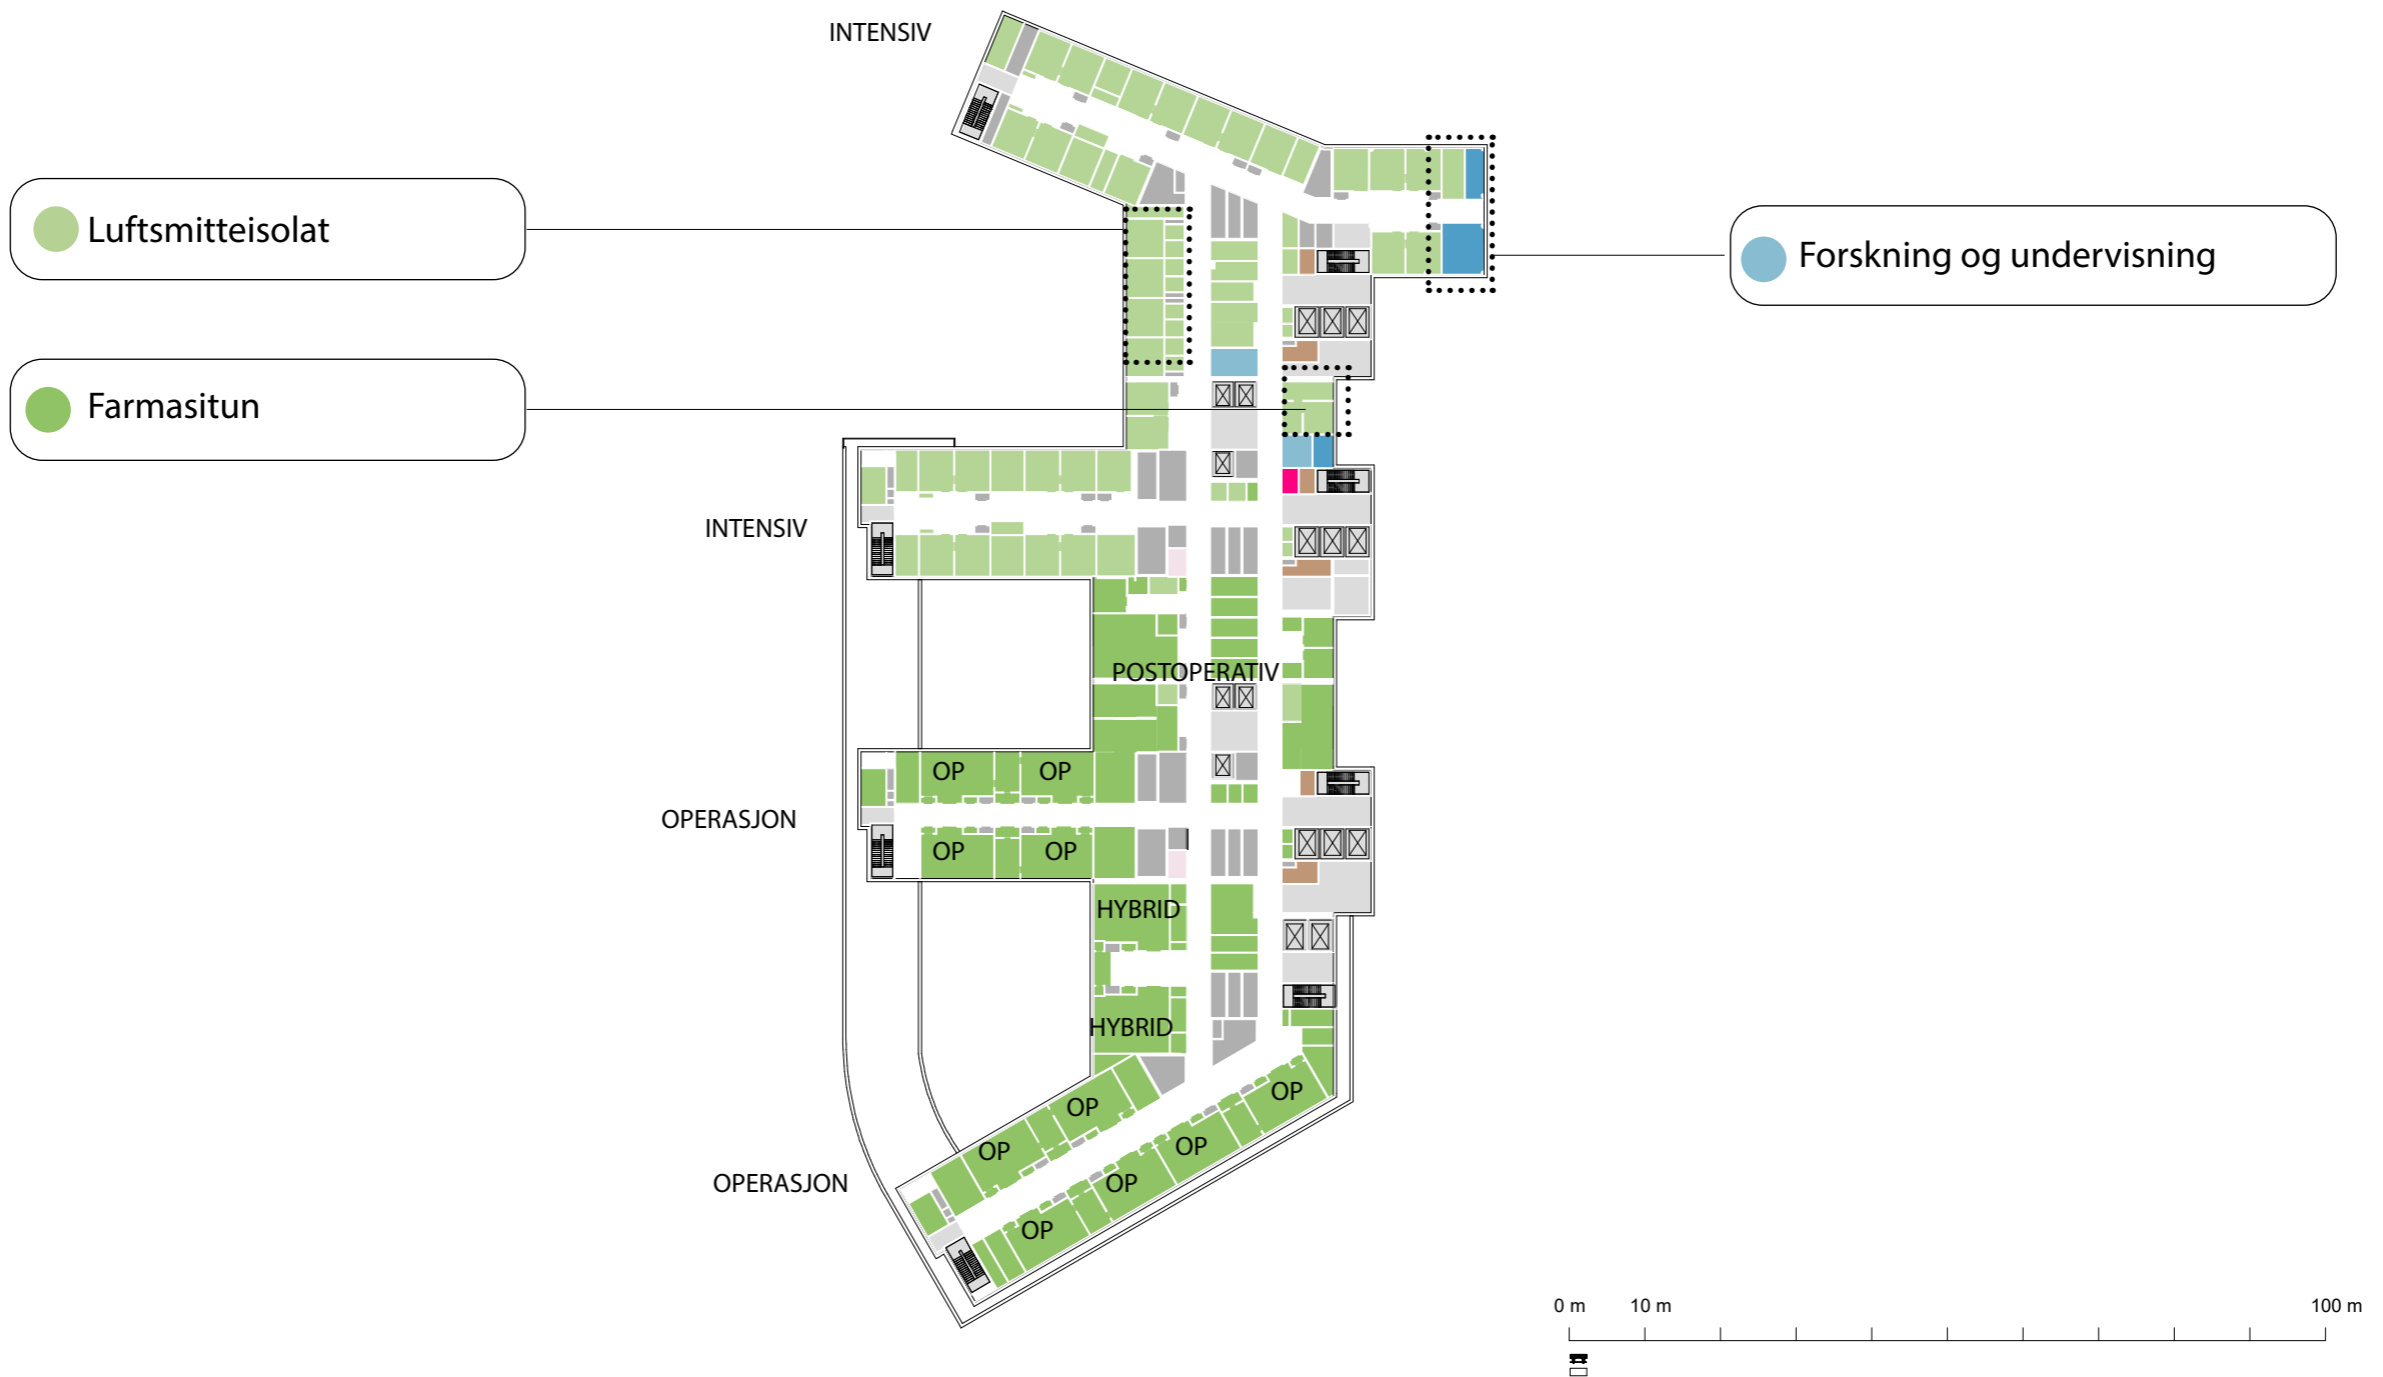 INTENSIV
Luftsmitteisolat
Forskning og undervisning
Farmasitun
INTENSIV
POSTOPERATIV
OP OP
OPERASJON
OP OP
HYBRID
HYBRID
OP
OP
OP
OP
OPERASJON
OP
OP
0 m 10 m 100 m